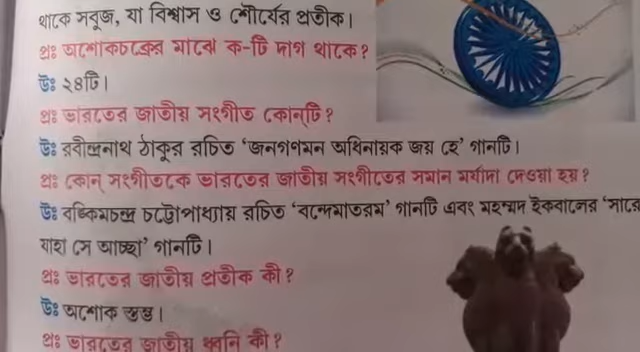 থাকে সবুজ, যা বিশ্বাস ও শৌর্যের প্রতীক।
প্রঃ অশোকচক্রের মাঝে ক-টি দাগ থাকে?
উঃ ২৪টি।
প্রঃ ভারতের জাতীয় সংগীত কোন্‌টি?
উঃ রবীন্দ্রনাথ ঠাকুর রচিত ‘জনগণমন অধিনায়ক জয় হে’ গানটি।
প্রঃ কোন্ সংগীতকে ভারতের জাতীয় সংগীতের সমান মর্যাদা দেওয়া হয়?
উঃ বঙ্কিমচন্দ্র চট্টোপাধ্যায় রচিত ‘বন্দেমাতরম’ গানটি এবং মহম্মদ ইকবালের ‘সারে
যাহা সে আচ্ছা’ গানটি।
প্রঃ ভারতের জাতীয় প্রতীক কী?
উঃ অশোক স্তম্ভ।
প্রঃ ভারতের জাতীয় ধ্বনি কী?